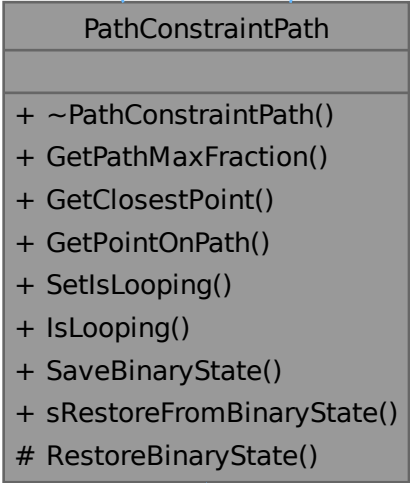 PathConstraintPath
+ ~PathConstraintPath()
+ GetPathMaxFraction()
+ GetClosestPoint()
+ GetPointOnPath()
+ SetIsLooping()
+ IsLooping()
+ SaveBinaryState()
+ sRestoreFromBinaryState()
# RestoreBinaryState()